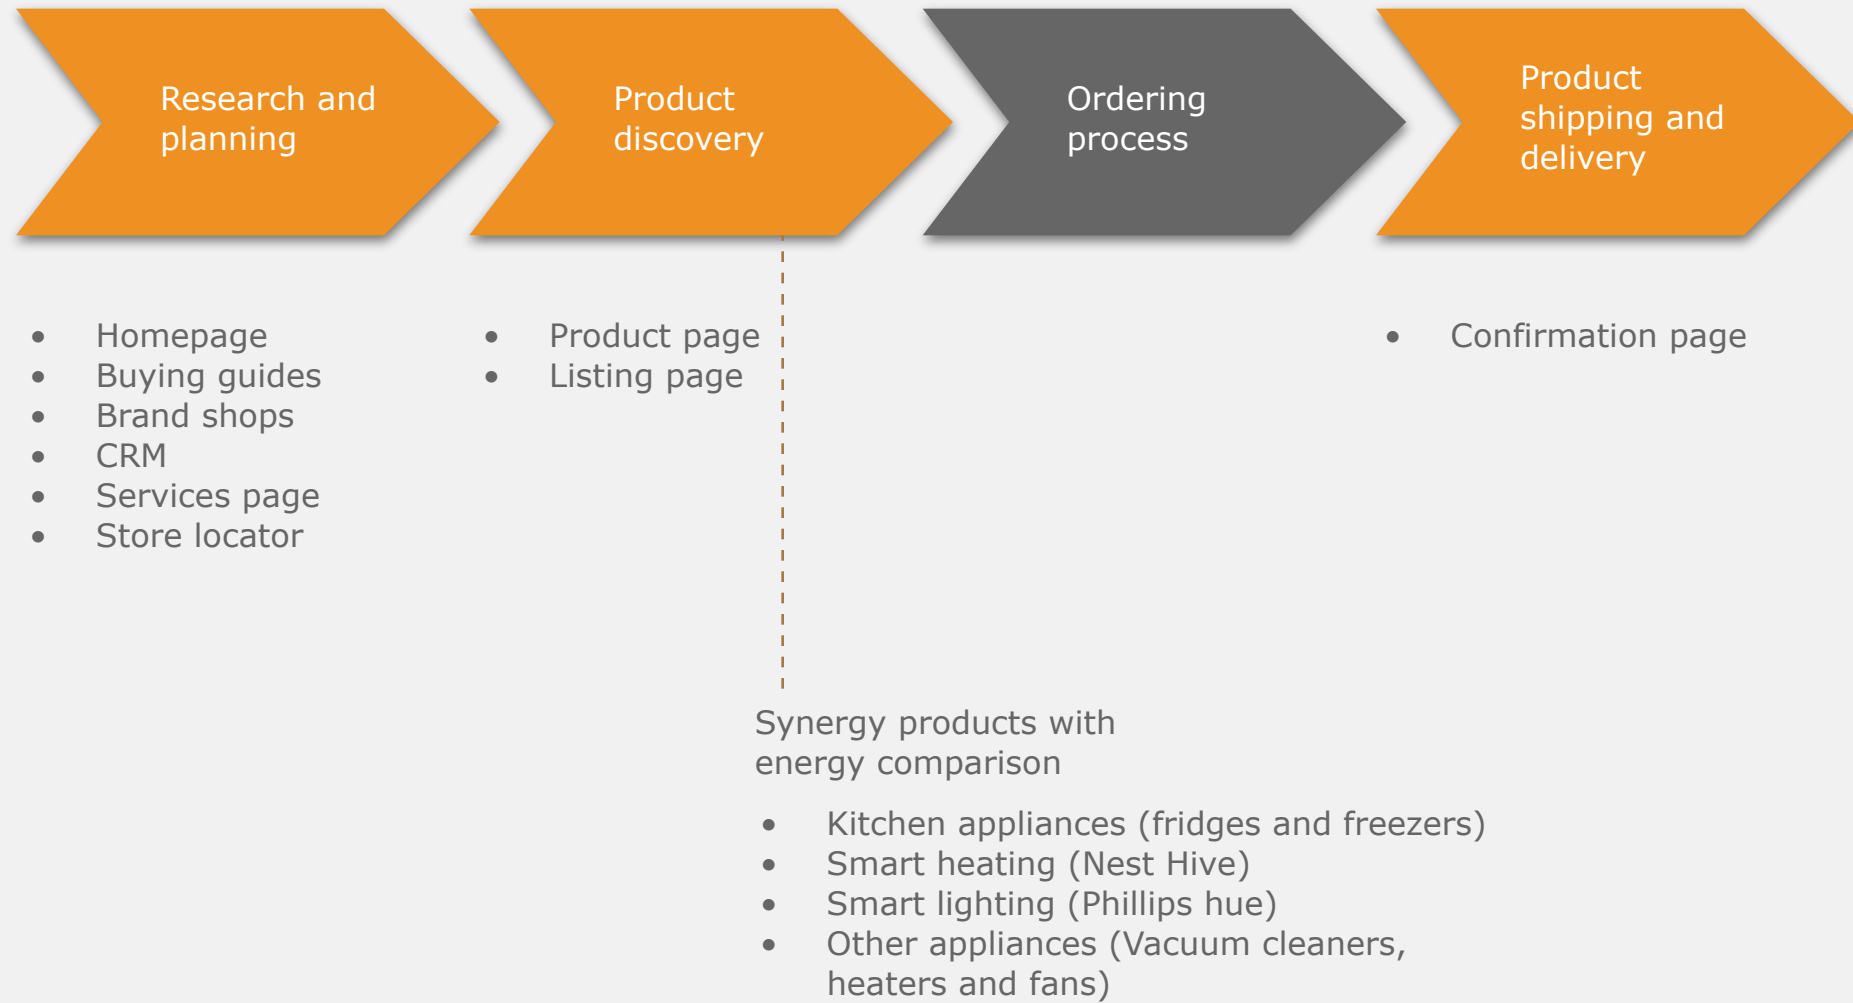 Research and
planning
Product
discovery
Ordering
process
Product
shipping and
delivery
• Homepage
• Buying guides
• Brand shops
• CRM
• Services page
• Store locator
• Product page
• Listing page
• Confirmation page
Synergy products with
energy comparison
• Kitchen appliances (fridges and freezers)
• Smart heating (Nest Hive)
• Smart lighting (Phillips hue)
• Other appliances (Vacuum cleaners,
heaters and fans)